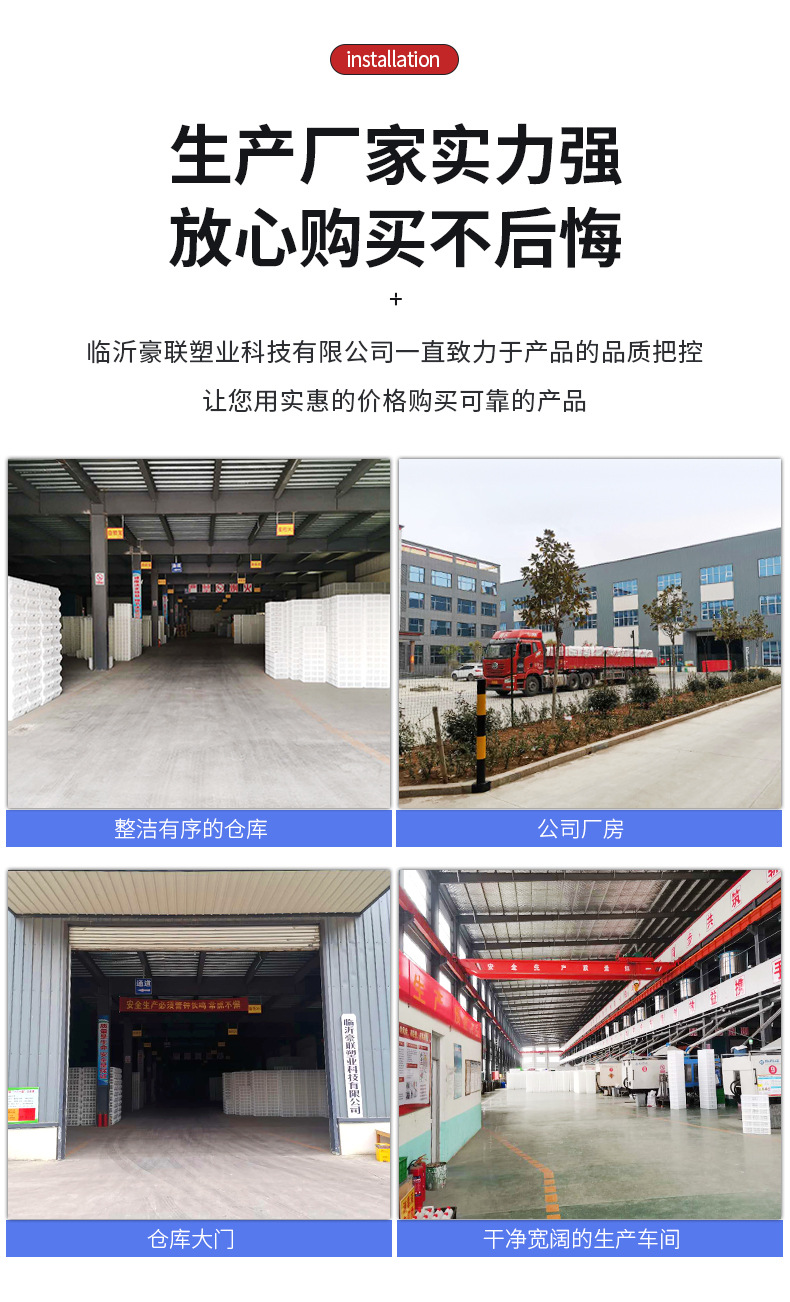 installation
生产厂家实力强
放心购买不后悔
+
临沂豪联塑业科技有限公司一直致力于产品的品质把控
让您用实惠的价格购买可靠的产品
整洁有序的仓库
公司厂房
通道
安全生产必须警钟长鸣 常抓不懈
临沂豪联塑业科技有限公司
安全生产
仓库大门
干净宽阔的生产车间